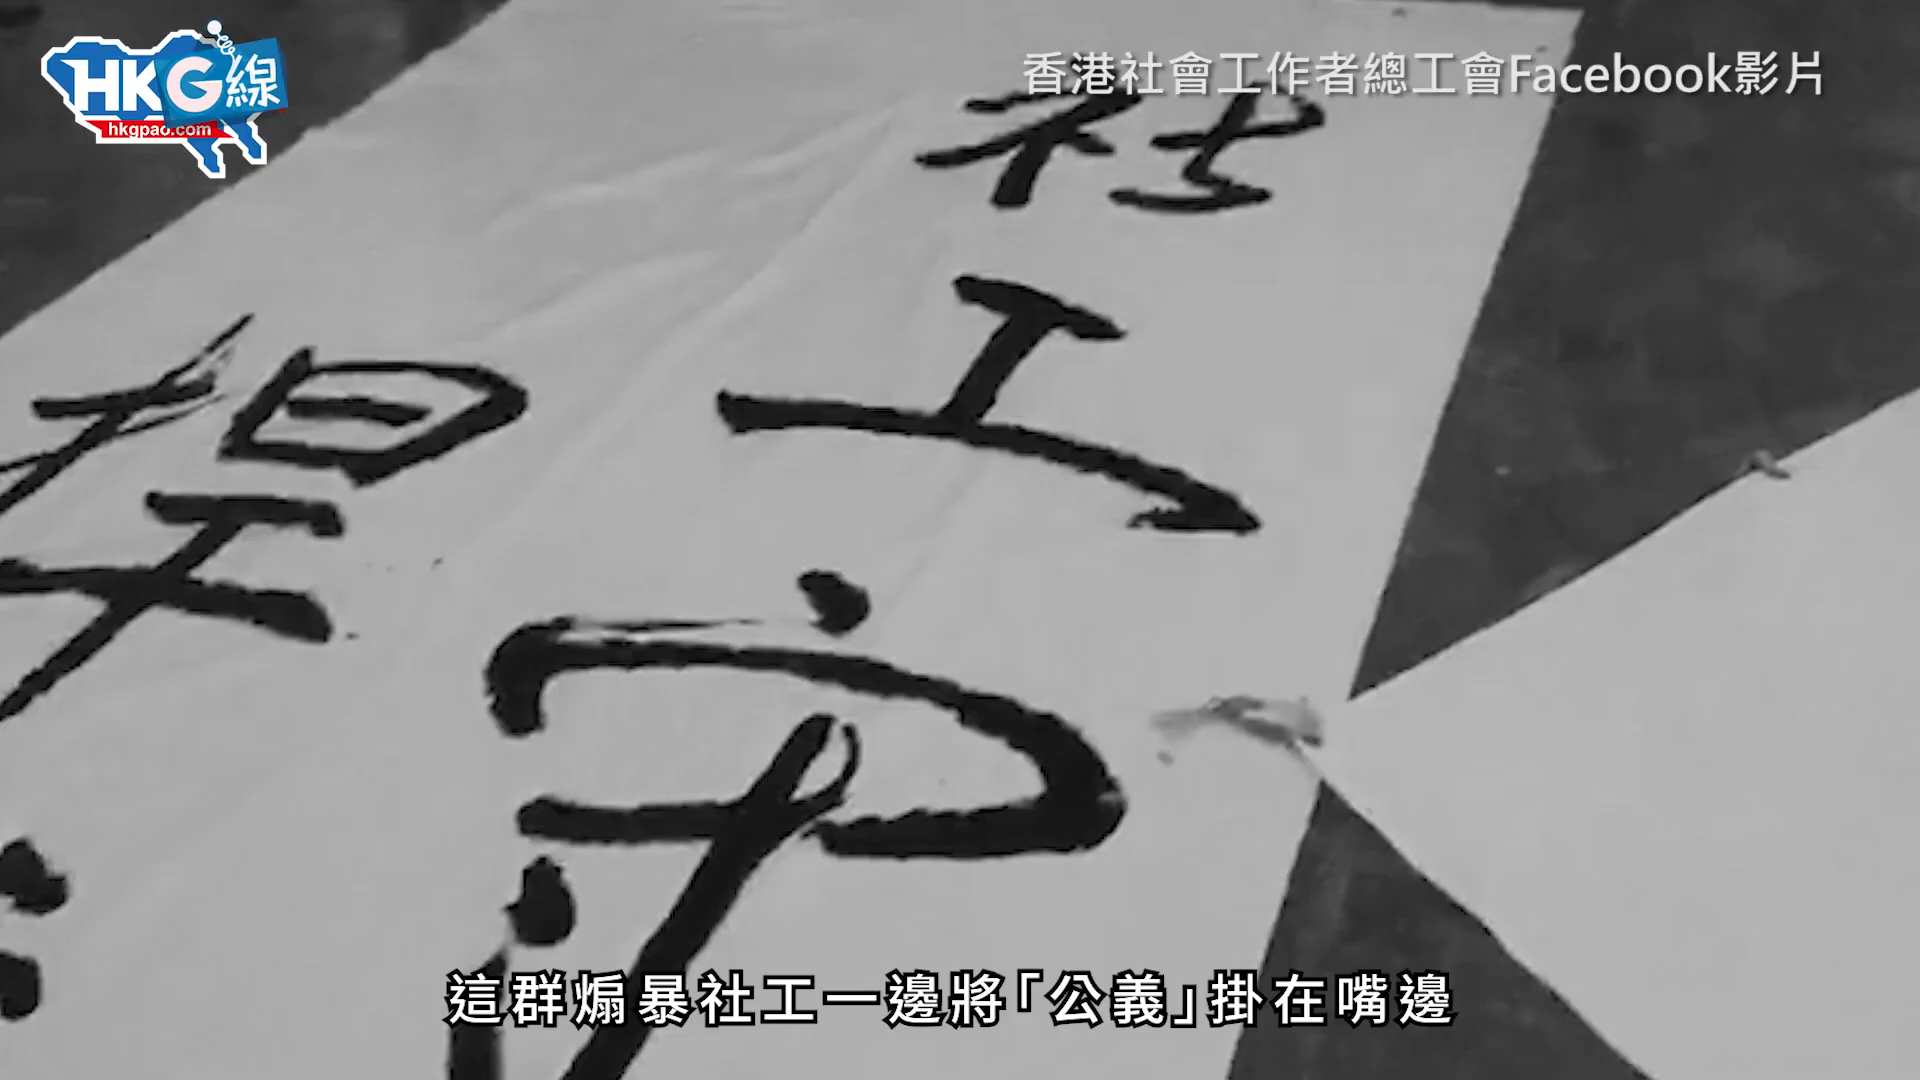 HKG線
hkgpao.com
香港社會工作者總工會Facebook影片
社工守
捍
這群煽暴社工一邊將「公義」掛在嘴邊